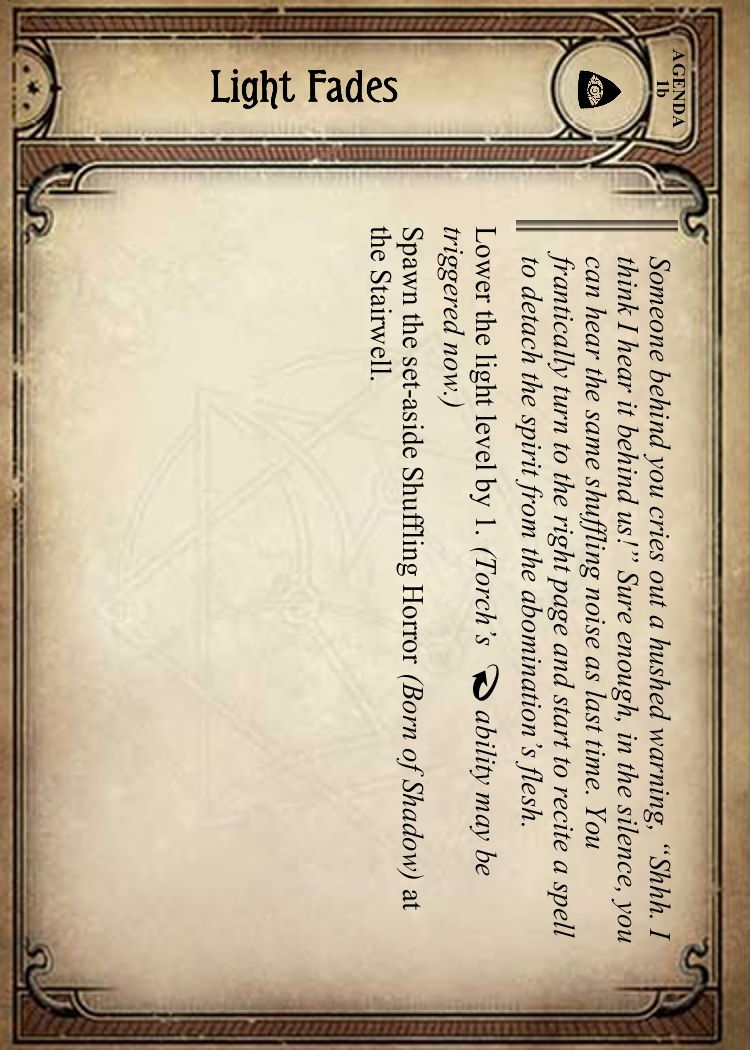 AGENDA
1b
Light Fades
Someone behind you cries out a hushed warning, “Shhh. I
think I hear it behind us!” Sure enough, in the silence, you
can hear the same shuffling noise as last time. You
frantically turn to the right page and start to recite a spell
to detach the spirit from the abomination’s flesh.
Lower the light level by 1. (Torch’s ability may be
triggered now.)
Spawn the set-aside Shuffling Horror (Born of Shadow) at
the Stairwell.